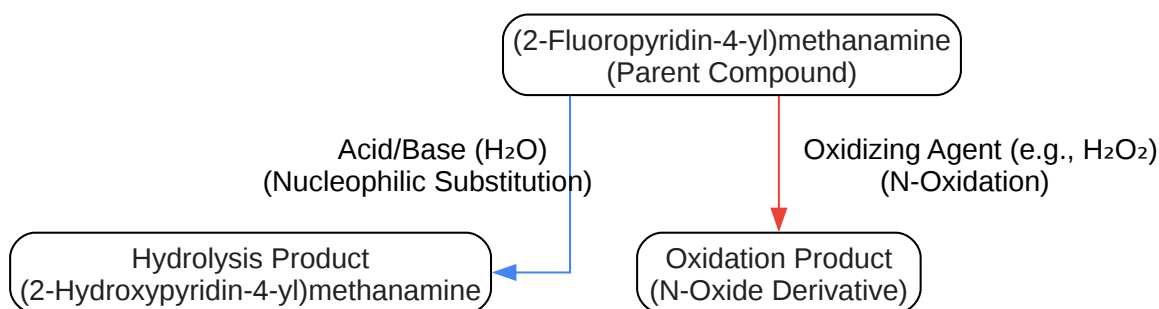 (2-Fluoropyridin-4-yl)methanamine
(Parent Compound)
Acid/Base (H₂O)
(Nucleophilic Substitution)
Oxidizing Agent (e.g., H₂O₂)
(N-Oxidation)
Hydrolysis Product
(2-Hydroxypyridin-4-yl)methanamine
Oxidation Product
(N-Oxide Derivative)